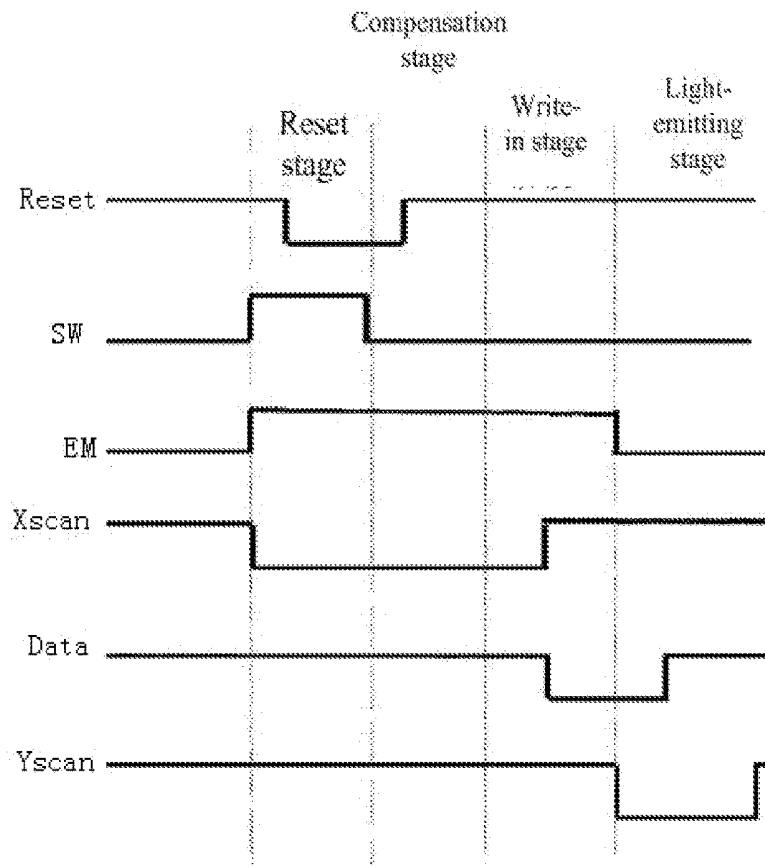 Compensation
stage
Reset
stage
Write-
in stage
Light-
emitting
stage
Reset
SW
EM
Xscan
Data
Yscan